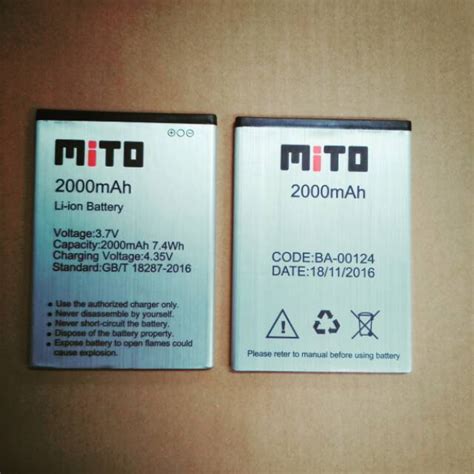 MiTO
2000mAh
Li-ion Battery
Voltage:3.7V
Capacity:2000mAh 7.4Wh
Charging Voltage:4.35V
Standard:GB/T 18287-2016
Use the authorized charger only.
Never disassemble by yourself.
Never short-circuit the battery.
Dispose of the battery property.
Expose battery to open flames could
cause explosion.
MiTO
2000mAh
CODE:BA-00124
DATE:18/11/2016
Please refer to manual before using battery